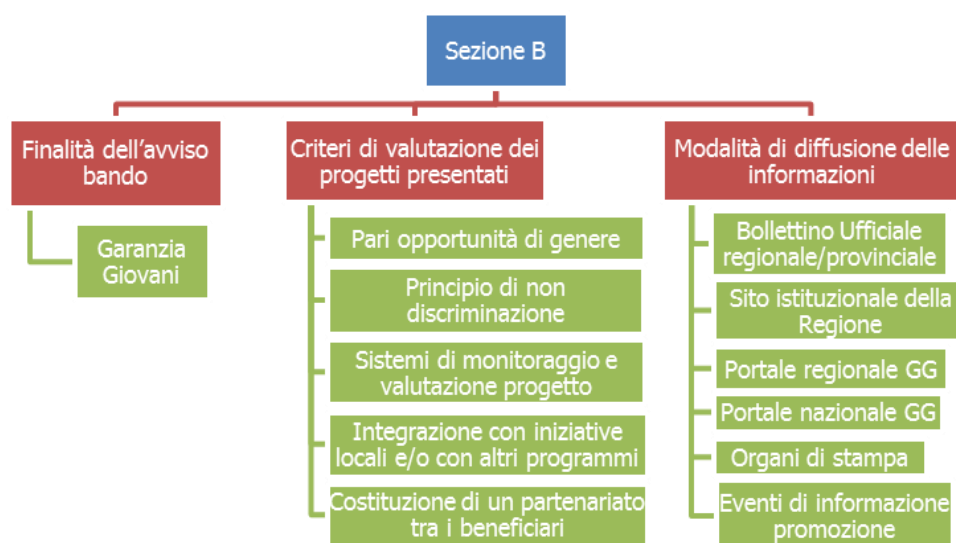 Sezione B
Finalità dell'avviso
bando
Garanzia
Giovani
Criteri di valutazione dei
progetti presentati
Pari opportunità di genere
Principio di non
discriminazione
Sistemi di monitoraggio e
valutazione progetto
Integrazione con iniziative
locali e/o con altri programmi
Costituzione di un partenariato
tra i beneficiari
Modalità di diffusione delle
informazioni
Bollettino Ufficiale
regionale/provinciale
Sito istituzionale della
Regione
Portale regionale GG
Portale nazionale GG
Organi di stampa
Eventi di informazione
promozione